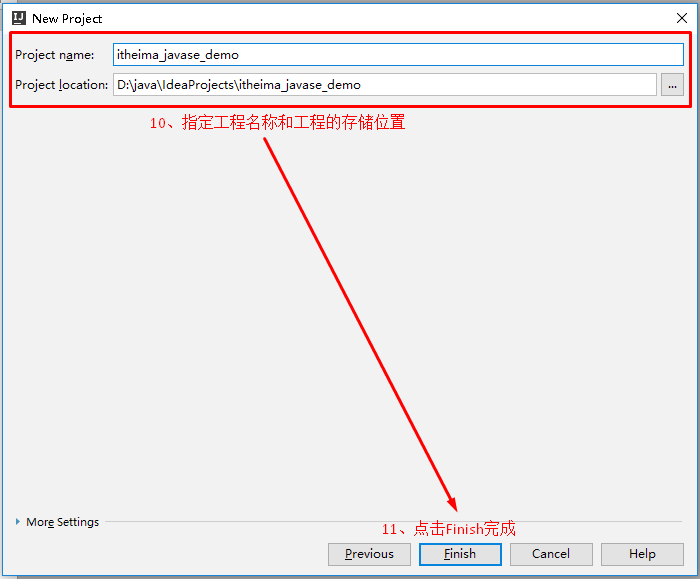 New Project
Project name: itheima_javase_demo
Project location: D:\java\IdeaProjects\itheima_javase_demo ...
10、指定工程名称和工程的存储位置
More Settings
11、点击Finish完成
Previous Finish Cancel Help